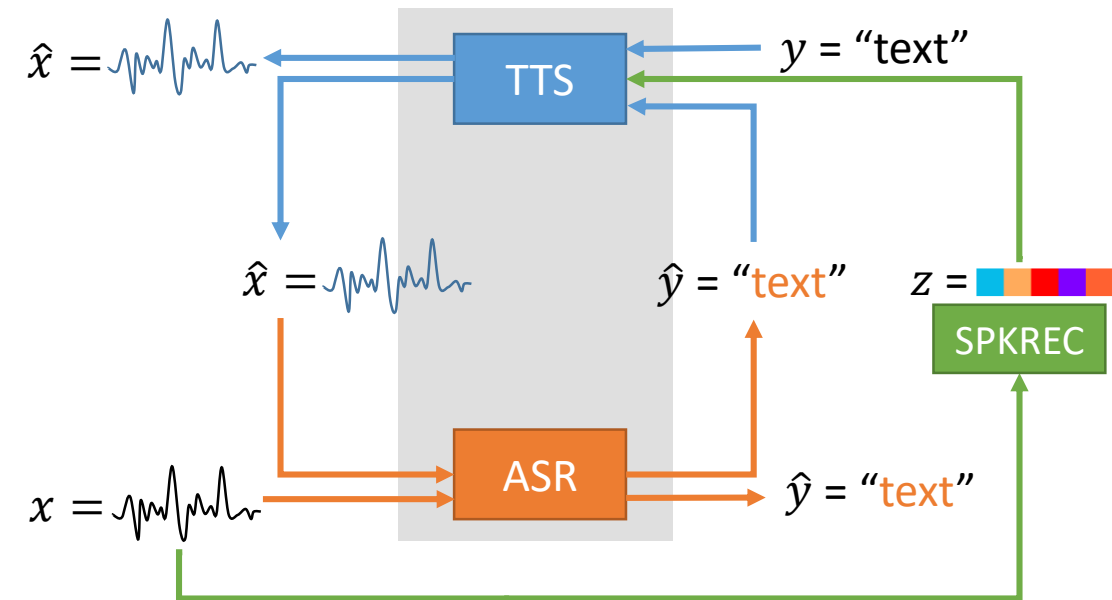 x̂ =
TTS
y = “text”
x̂ =
ŷ = “text”
z =
SPKREC
x =
ASR
ŷ = “text”